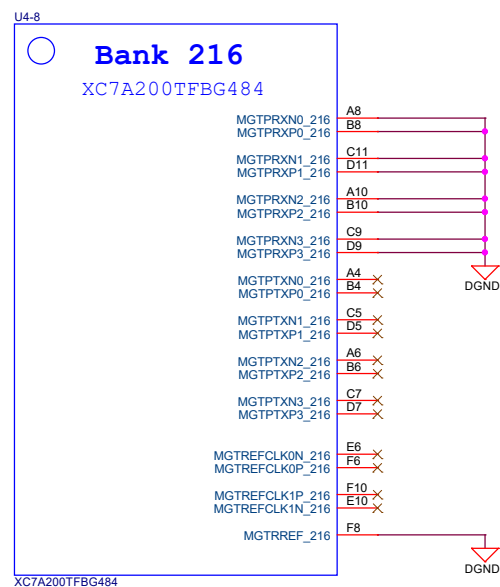 U4-8
Bank 216
XC7A200TFBG484
MGTPRXN0_216 A8
MGTPRXP0_216 B8
MGTPRXN1_216 C11
MGTPRXP1_216 D11
MGTPRXN2_216 A10
MGTPRXP2_216 B10
MGTPRXN3_216 C9
MGTPRXP3_216 D9
DGND
MGTPTXN0_216 A4
MGTPTXP0_216 B4
MGTPTXN1_216 C5
MGTPTXP1_216 D5
MGTPTXN2_216 A6
MGTPTXP2_216 B6
MGTPTXN3_216 C7
MGTPTXP3_216 D7
MGTREFCLK0N_216 E6
MGTREFCLK0P_216 F6
MGTREFCLK1P_216 F10
MGTREFCLK1N_216 E10
MGTRREF_216 F8
DGND
XC7A200TFBG484